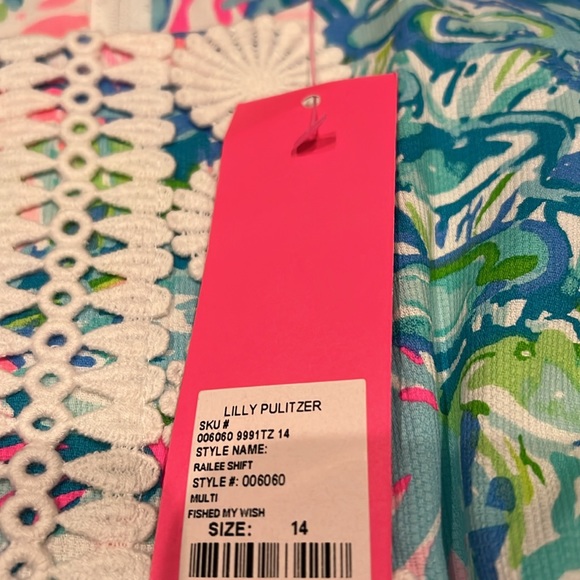 LILLY PULITZER
SKU #
006060 9991TZ 14
STYLE NAME:
RAILEE SHIFT
STYLE #: 006060
MULTI
FISHED MY WISH
SIZE: 14